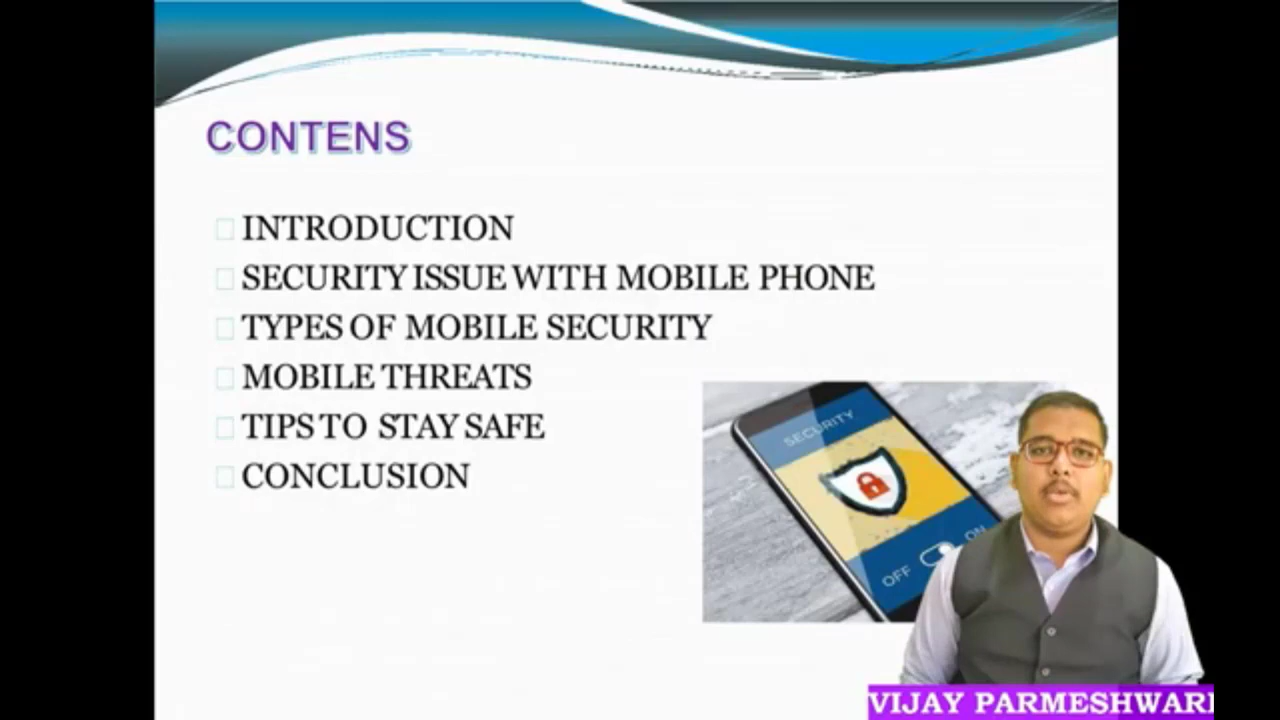 CONTENS
INTRODUCTION
SECURITY ISSUE WITH MOBILE PHONE
TYPES OF MOBILE SECURITY
MOBILE THREATS
TIPS TO STAY SAFE
CONCLUSION
SECURITY
OFF
ON
VIJAY PARMESHWARI